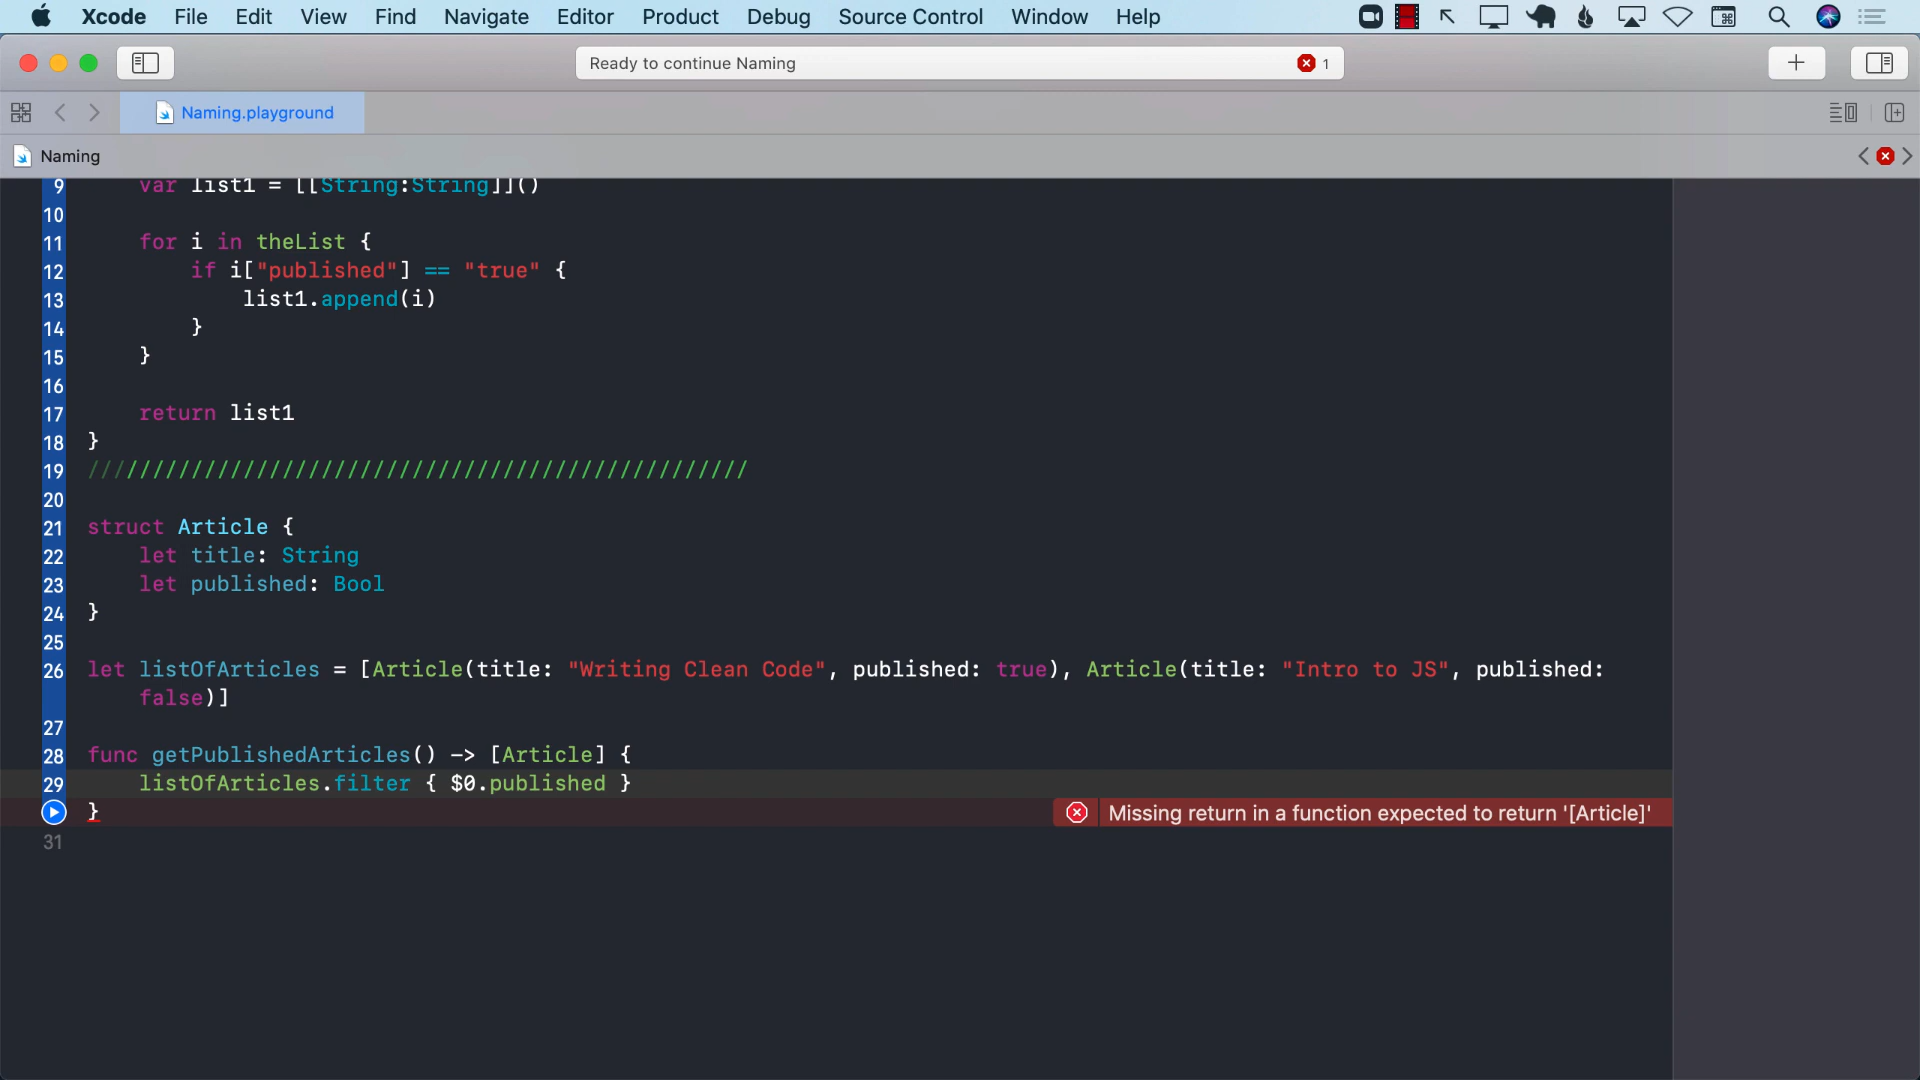 Xcode File Edit View Find Navigate Editor Product Debug Source Control Window Help
Ready to continue Naming 1
Naming.playground
Naming
9 var list1 = [[String:String]]()
10
11 for i in theList {
12 if i["published"] == "true" {
13 list1.append(i)
14 }
15 }
16
17 return list1
18 }
19 ///////////////////////////////////////////////////
20
21 struct Article {
22 let title: String
23 let published: Bool
24 }
25
26 let listOfArticles = [Article(title: "Writing Clean Code", published: true), Article(title: "Intro to JS", published:
false)]
27
28 func getPublishedArticles() -> [Article] {
29 listOfArticles.filter { $0.published }
} Missing return in a function expected to return '[Article]'
31